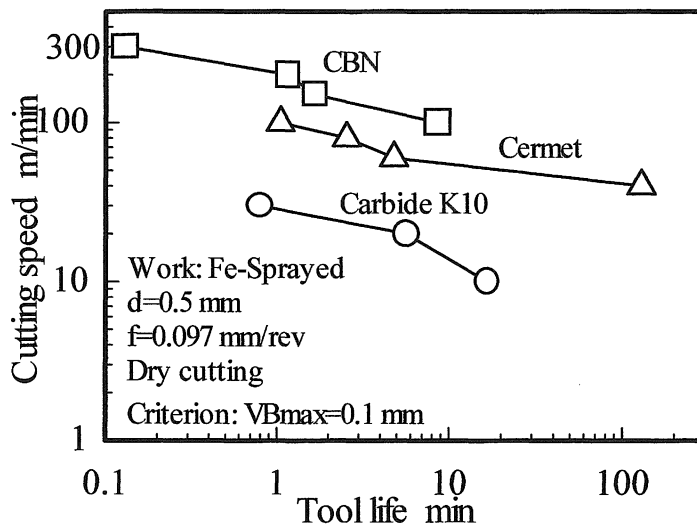 300
CBN
100
Cermet
Carbide K10
10
Work: Fe-Sprayed
d=0.5 mm
f=0.097 mm/rev
Dry cutting
Criterion: VBmax=0.1 mm
1
0.1
1
10
100
Tool life min
Cutting speed m/min